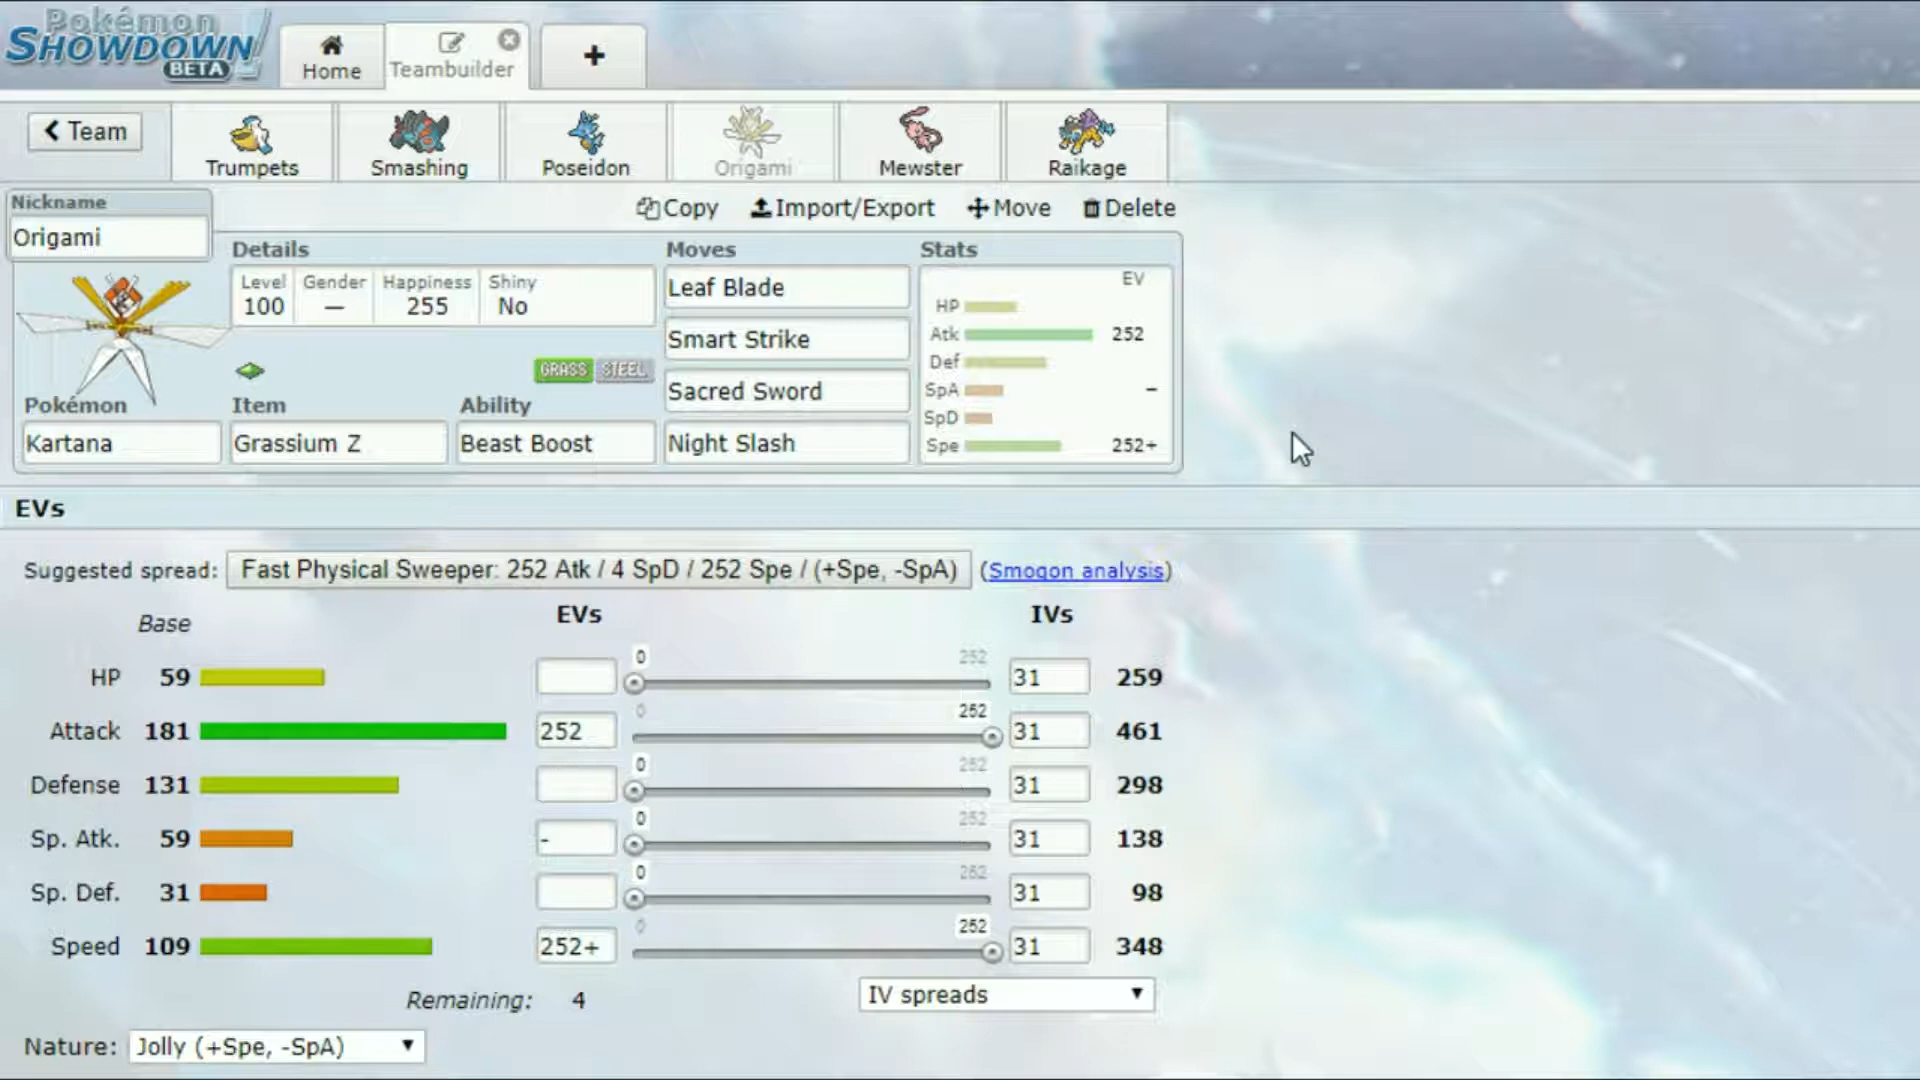 Pokémon
SHOWDOWN
BETA
Home
Teambuilder
+
Team
Trumpets
Smashing
Poseidon
Origami
Mewster
Raikage
Nickname
Origami
Copy
Import/Export
Move
Delete
Details
Level
Gender
Happiness
Shiny
100
—
255
No
GRASS
STEEL
Pokémon
Item
Ability
Kartana
Grassium Z
Beast Boost
Moves
Leaf Blade
Smart Strike
Sacred Sword
Night Slash
Stats
EV
HP
Atk 252
Def
SpA –
SpD
Spe 252+
EVs
Suggested spread: Fast Physical Sweeper: 252 Atk / 4 SpD / 252 Spe / (+Spe, -SpA) (Smogon analysis)
Base EVs IVs
0 252
HP 59 31 259
0 252
Attack 181 252 31 461
0 252
Defense 131 31 298
0 252
Sp. Atk. 59 - 31 138
0 252
Sp. Def. 31 31 98
0 252
Speed 109 252+ 31 348
Remaining: 4
IV spreads
Nature: Jolly (+Spe, -SpA)